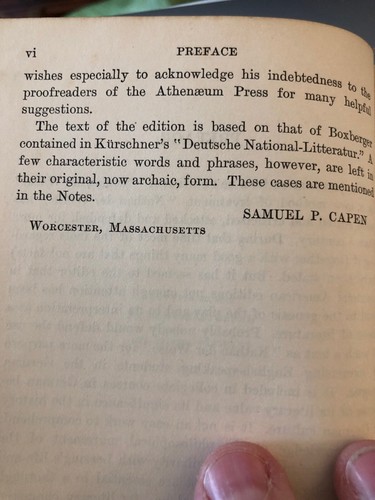 vi PREFACE
wishes especially to acknowledge his indebtedness to the
proofreaders of the Athenæum Press for many helpful
suggestions.
The text of the edition is based on that of Boxberger
contained in Kürschner's "Deutsche National-Litteratur." A
few characteristic words and phrases, however, are left in
their original, now archaic, form. These cases are mentioned
in the Notes.
SAMUEL P. CAPEN
WORCESTER, MASSACHUSETTS